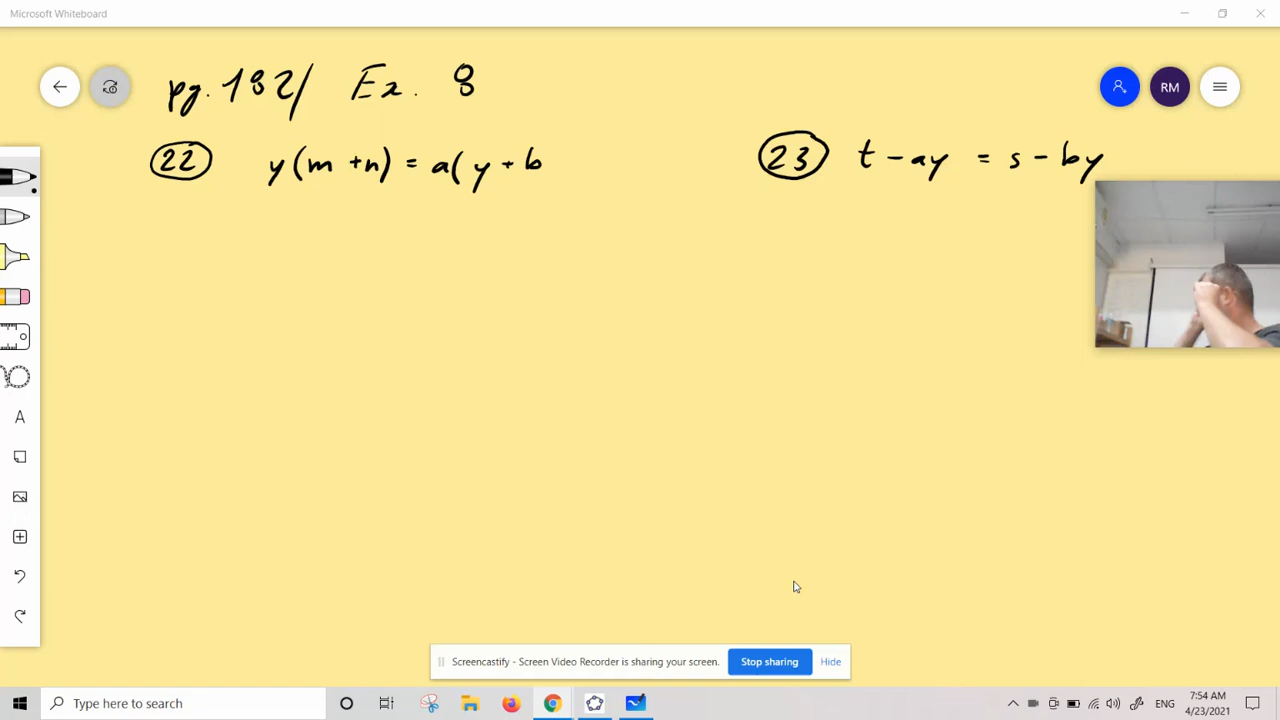 Microsoft Whiteboard
pg. 182/ Ex. 8
RM
22 y(m + n) = a(y + b
23 t - ay = s - by
A
Screencastify - Screen Video Recorder is sharing your screen. Stop sharing Hide
Type here to search
ENG
7:54 AM
4/23/2021